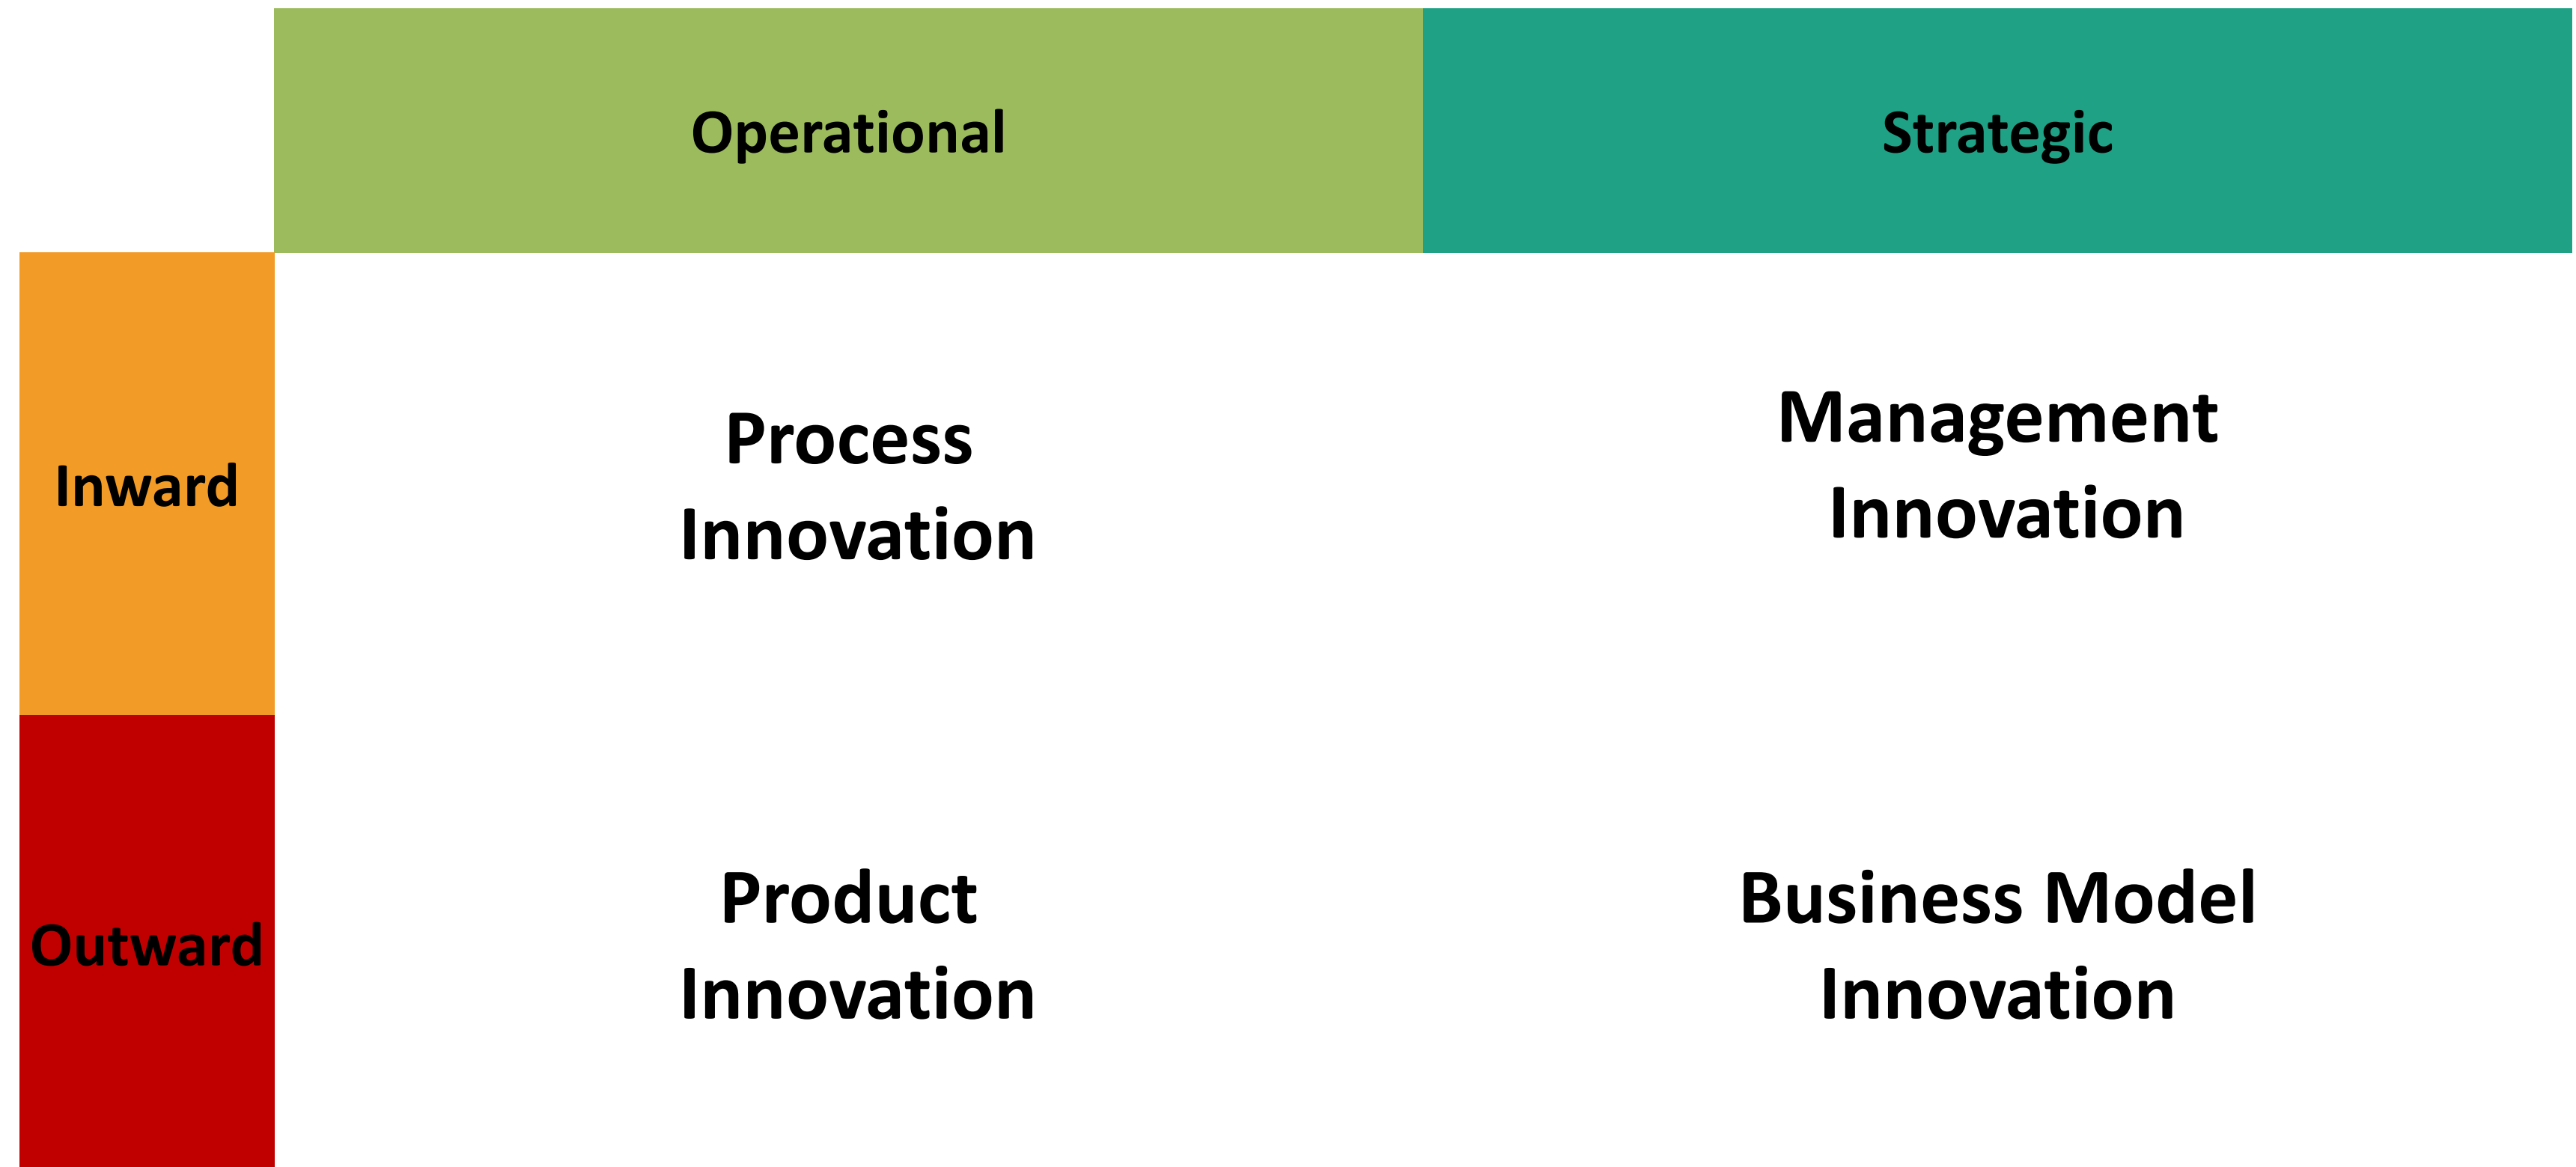 Operational
Strategic
Inward
Process
Innovation
Management
Innovation
Outward
Product
Innovation
Business Model
Innovation